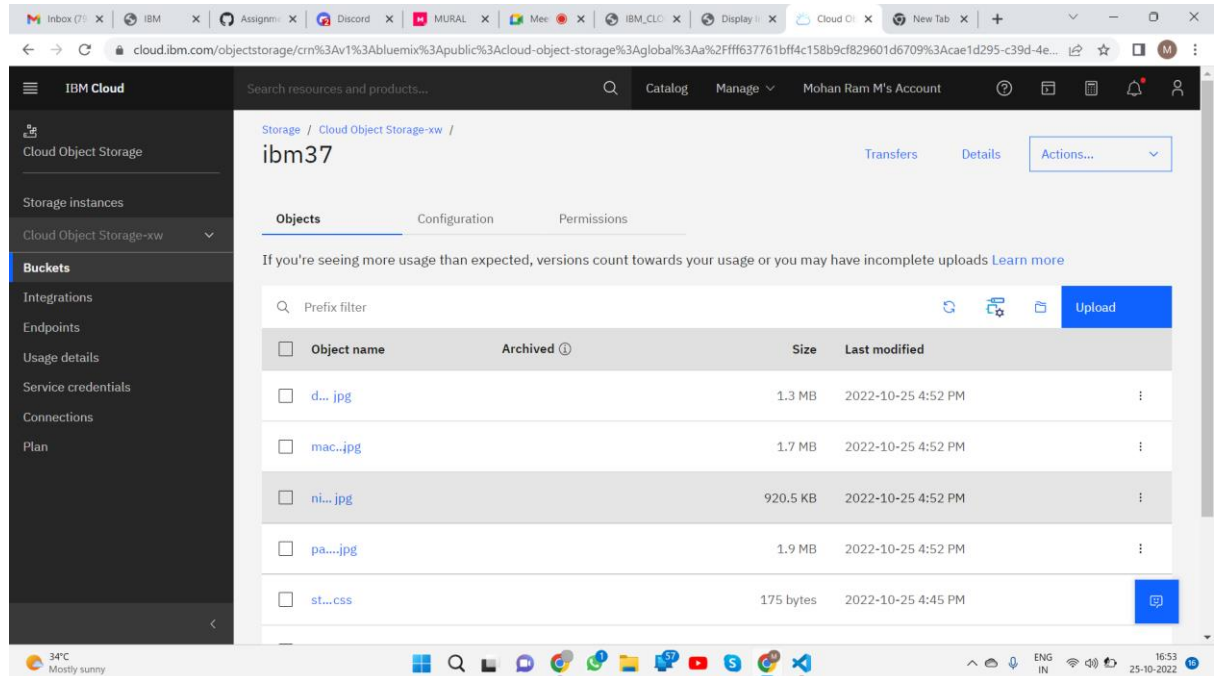 Inbox (75
IBM
Assignme
Discord
MURAL
Mee
IBM_CLO
Display
Cloud
New Tab
cloud.ibm.com/objectstorage/crn%3Av1%3Abluemix%3Apublic%3Acloud-object-storage%3Aglobal%3Aa%2Ffff637761bff4c158b9cf829601d6709%3Acae1d295-c39d-4e...
M
IBM Cloud
Search resources and products...
Catalog
Manage
Mohan Ram M's Account
Cloud Object Storage
Storage instances
Cloud Object Storage-xw
Buckets
Integrations
Endpoints
Usage details
Service credentials
Connections
Plan
Storage / Cloud Object Storage-xw /
ibm37
Transfers
Details
Actions...
Objects
Configuration
Permissions
If you're seeing more usage than expected, versions count towards your usage or you may have incomplete uploads Learn more
Prefix filter
Upload
Object name Archived Size Last modified
d... jpg 1.3 MB 2022-10-25 4:52 PM
mac..jpg 1.7 MB 2022-10-25 4:52 PM
ni... jpg 920.5 KB 2022-10-25 4:52 PM
pa....jpg 1.9 MB 2022-10-25 4:52 PM
st...css 175 bytes 2022-10-25 4:45 PM
34°C
Mostly sunny
57
ENG
IN
16:53
25-10-2022
16